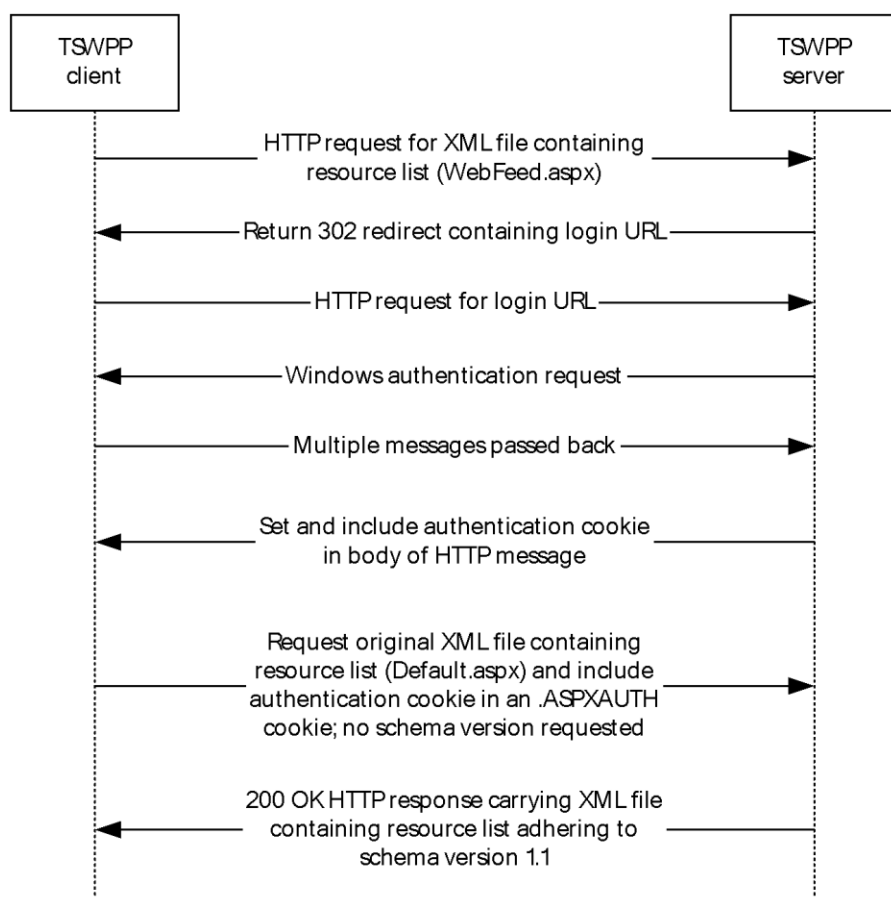 TSWPP
client
TSWPP
server
HTTP request for XML file containing
resource list (WebFeed.aspx)
Return 302 redirect containing login URL
HTTP request for login URL
Windows authentication request
Multiple messages passed back
Set and include authentication cookie
in body of HTTP message
Request original XML file containing
resource list (Default.aspx) and include
authentication cookie in an .ASPXAUTH
cookie; no schema version requested
200 OK HTTP response carrying XML file
containing resource list adhering to
schema version 1.1